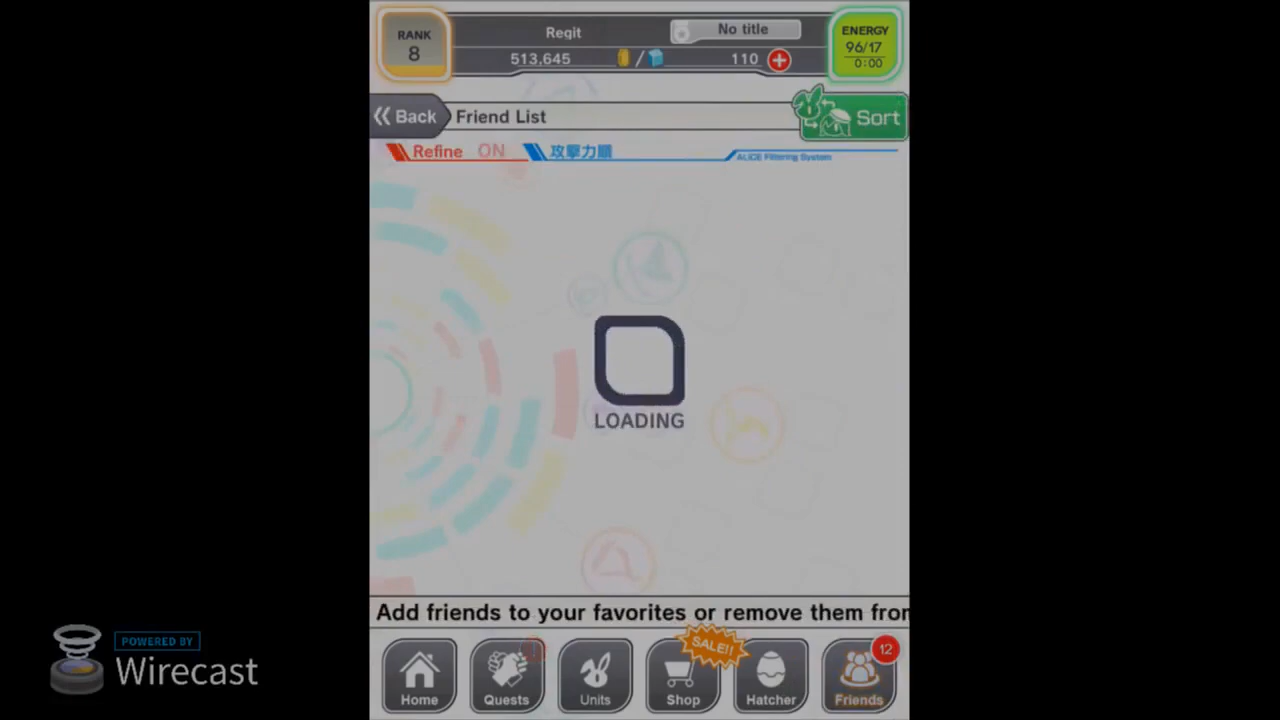 RANK
8
Regit
No title
513,645
/
110
ENERGY
96/17
0:00
Back
Friend List
Sort
Refine ON
攻撃力順
ALICE Filtering System
LOADING
Add friends to your favorites or remove them from
SALE!!
12
Home
Quests
Units
Shop
Hatcher
Friends
POWERED BY
Wirecast